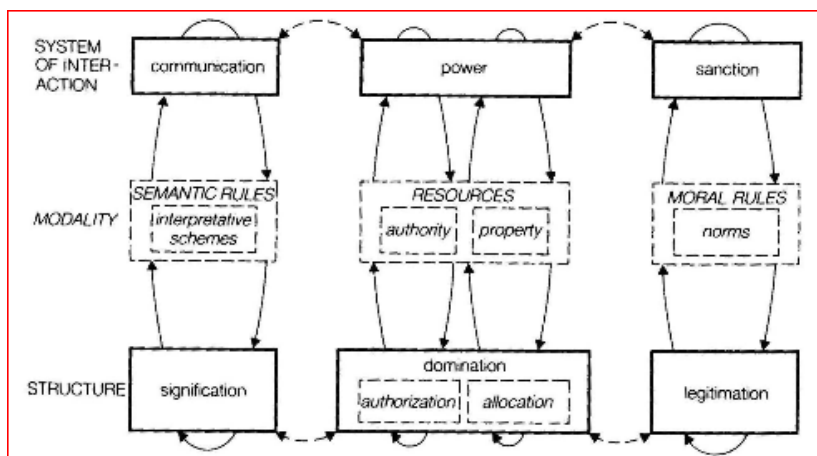 SYSTEM
OF INTER-
ACTION
communication
power
sanction
MODALITY
SEMANTIC RULES
interpretative
schemes
RESOURCES
authority
property
MORAL RULES
norms
STRUCTURE
signification
domination
authorization
allocation
legitimation